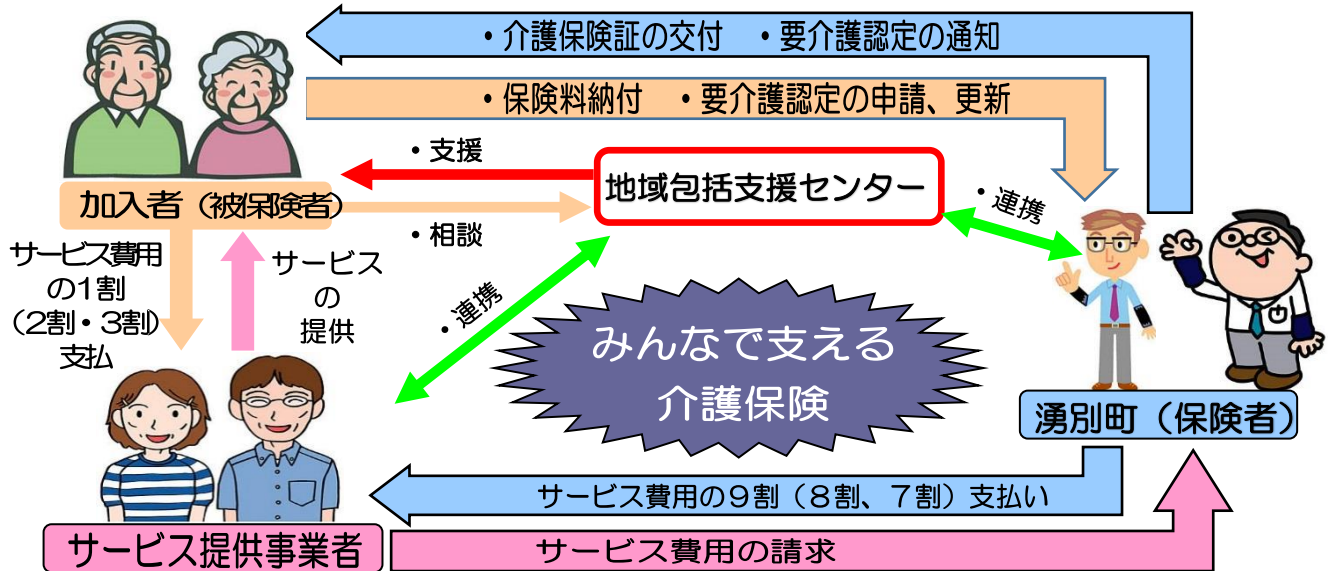 ・介護保険証の交付　・要介護認定の通知
・保険料納付　・要介護認定の申請、更新
・支援
地域包括支援センター
加入者（被保険者）
・相談
・連携
サービス費用
の1割
（2割・3割）
支払
サービス
の
提供
・連携
みんなで支える
介護保険
湧別町（保険者）
サービス費用の９割（８割、７割）支払い
サービス提供事業者
サービス費用の請求